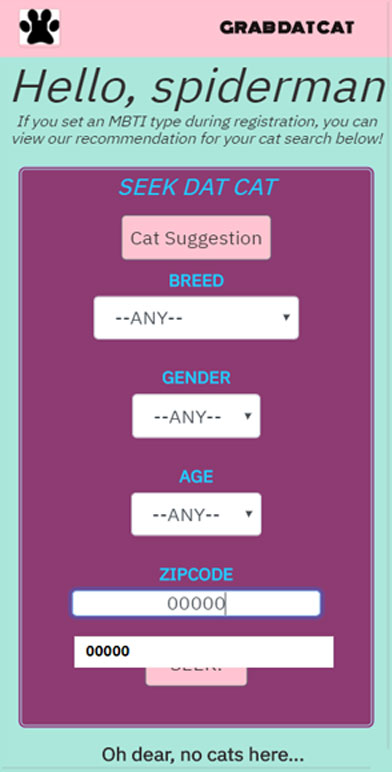 GRABDATCAT
Hello, spiderman
If you set an MBTI type during registration, you can
view our recommendation for your cat search below!
SEEK DAT CAT
Cat Suggestion
BREED
--ANY--
GENDER
--ANY--
AGE
--ANY--
ZIPCODE
00000
00000
SEEK!
Oh dear, no cats here...